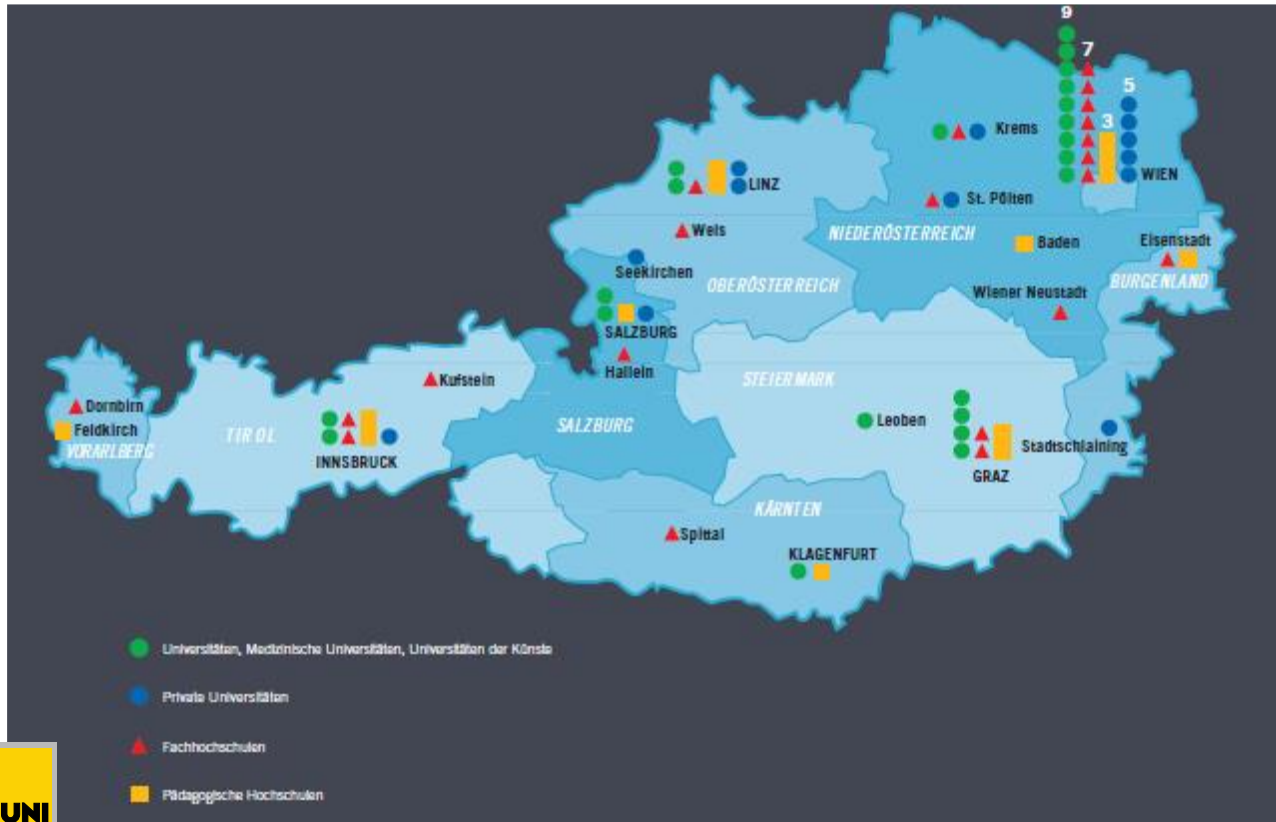 9
7
5
3
Krems
WIEN
LINZ
St. Pölten
Wels
NIEDERÖSTERREICH
Baden
Eisenstadt
Seekirchen
OBERÖSTERREICH
BURGENLAND
Wiener Neustadt
SALZBURG
Hallein
STEIERMARK
Kufstein
Dornbirn
Feldkirch
VORARLBERG
TIROL
SALZBURG
Leoben
INNSBRUCK
Stadtschlaining
GRAZ
KÄRNTEN
Spittal
KLAGENFURT
Universitäten, Medizinische Universitäten, Universitäten der Künste
Private Universitäten
Fachhochschulen
Pädagogische Hochschulen
UNI